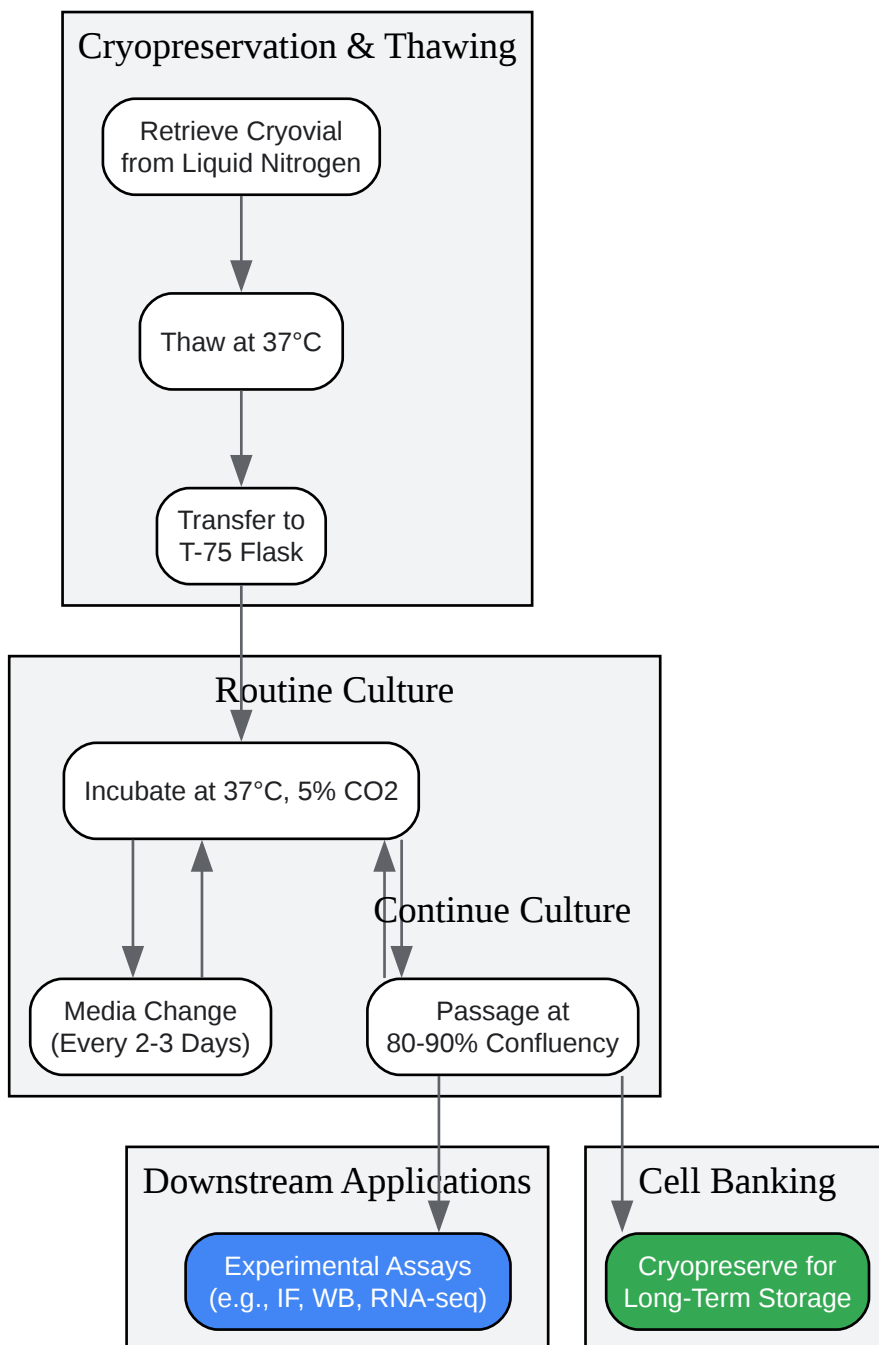 Cryopreservation & Thawing
Retrieve Cryovial
from Liquid Nitrogen
Thaw at 37°C
Transfer to
T-75 Flask
Routine Culture
Incubate at 37°C, 5% CO2
Continue Culture
Media Change
(Every 2-3 Days)
Passage at
80-90% Confluency
Downstream Applications
Experimental Assays
(e.g., IF, WB, RNA-seq)
Cell Banking
Cryopreserve for
Long-Term Storage